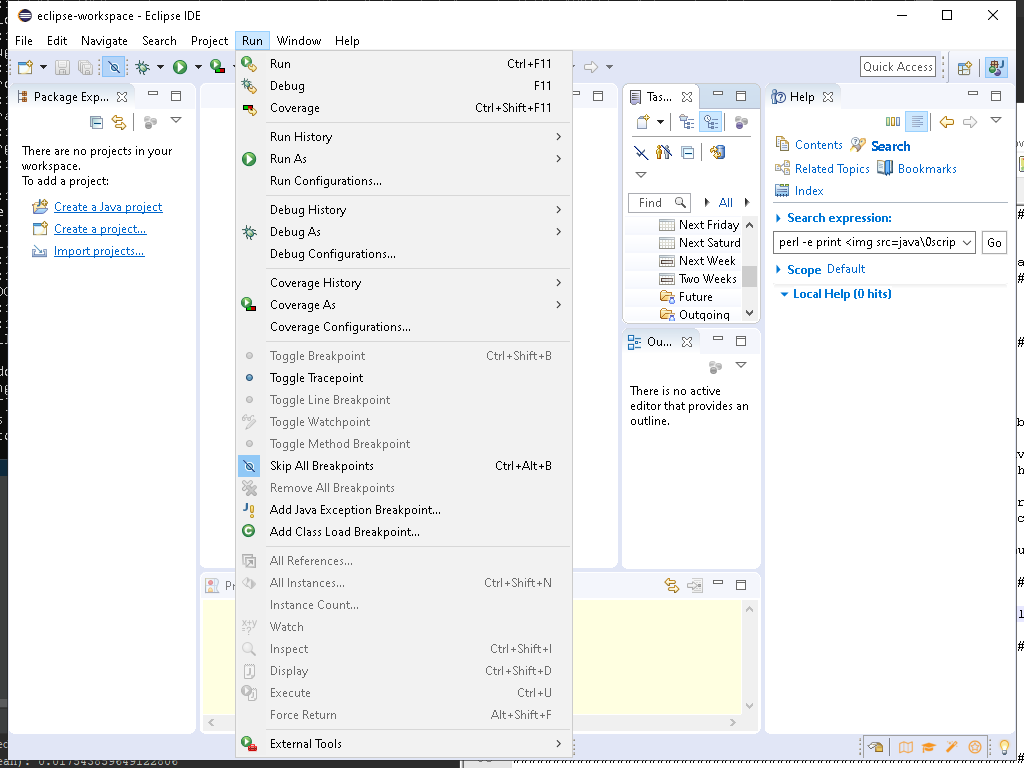 eclipse-workspace - Eclipse IDE
File Edit Navigate Search Project Run Window Help
Quick Access
Package Exp...
There are no projects in your
workspace.
To add a project:
Create a Java project
Create a project...
Import projects...
Run Ctrl+F11
Debug F11
Coverage Ctrl+Shift+F11
Run History
Run As
Run Configurations...
Debug History
Debug As
Debug Configurations...
Coverage History
Coverage As
Coverage Configurations...
Toggle Breakpoint Ctrl+Shift+B
Toggle Tracepoint
Toggle Line Breakpoint
Toggle Watchpoint
Toggle Method Breakpoint
Skip All Breakpoints Ctrl+Alt+B
Remove All Breakpoints
Add Java Exception Breakpoint...
Add Class Load Breakpoint...
All References...
All Instances... Ctrl+Shift+N
Instance Count...
Watch
Inspect Ctrl+Shift+I
Display Ctrl+Shift+D
Execute Ctrl+U
Force Return Alt+Shift+F
External Tools
Pr
Tas...
Find All
Next Friday
Next Saturd
Next Week
Two Weeks
Future
Outgoing
Ou...
There is no active
editor that provides an
outline.
Help
Contents Search
Related Topics Bookmarks
Index
Search expression:
perl -e print <img src=java\0scrip Go
Scope Default
Local Help (0 hits)